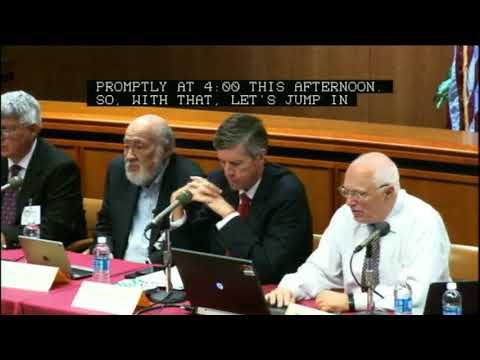 PROMPTLY AT 4:00 THIS AFTERNOON.
SO, WITH THAT, LET'S JUMP IN